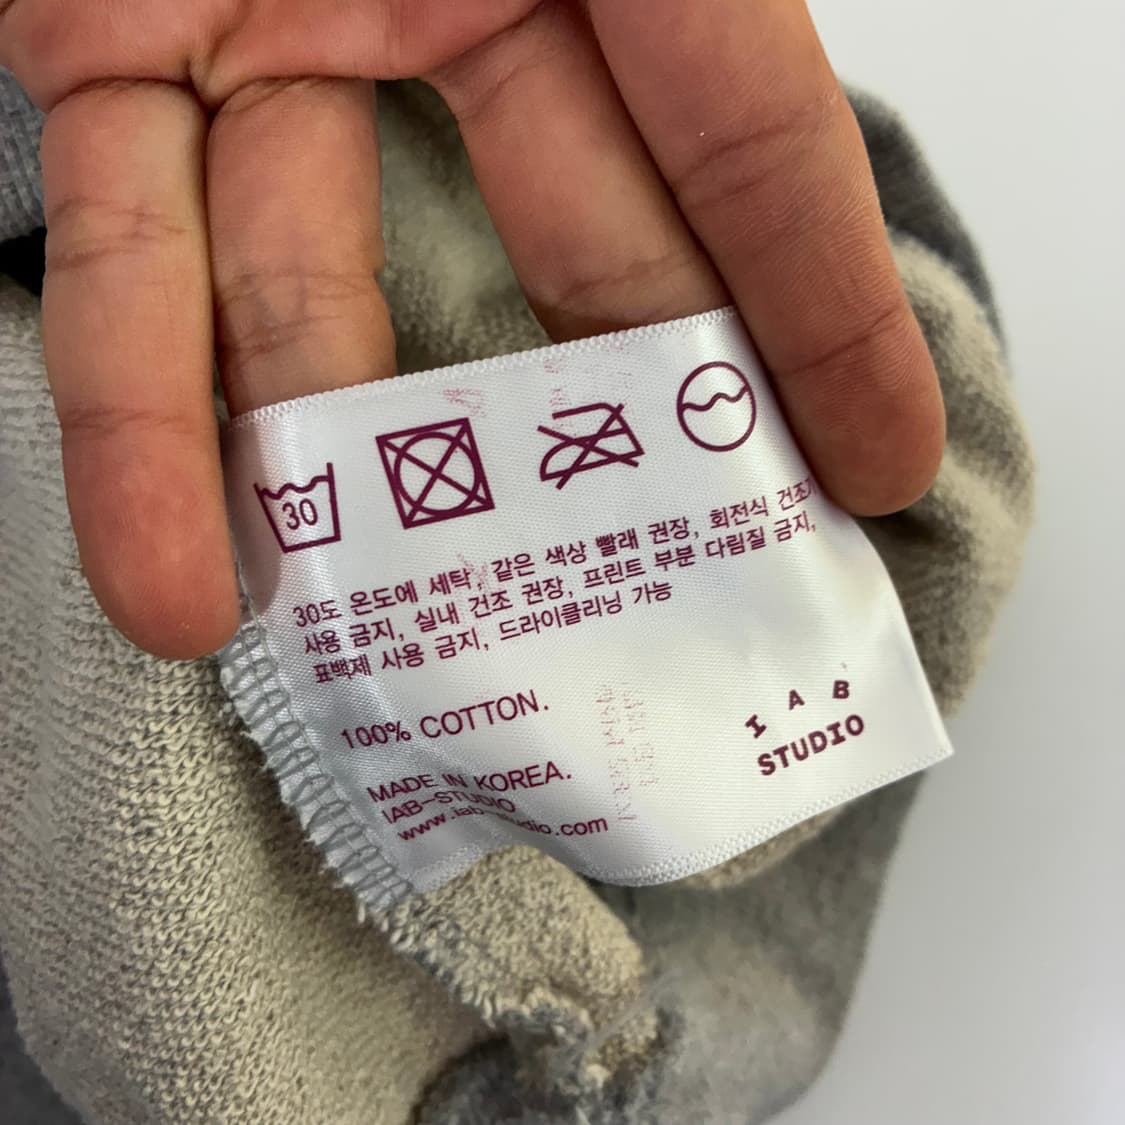 30
30도 온도에 세탁, 같은 색상 빨래 권장, 회전식 건조기
사용 금지, 실내 건조 권장, 프린트 부분 다림질 금지,
표백제 사용 금지, 드라이클리닝 가능
100% COTTON.
MADE IN KOREA.
IAB-STUDIO
www.iab-studio.com
I A B
STUDIO